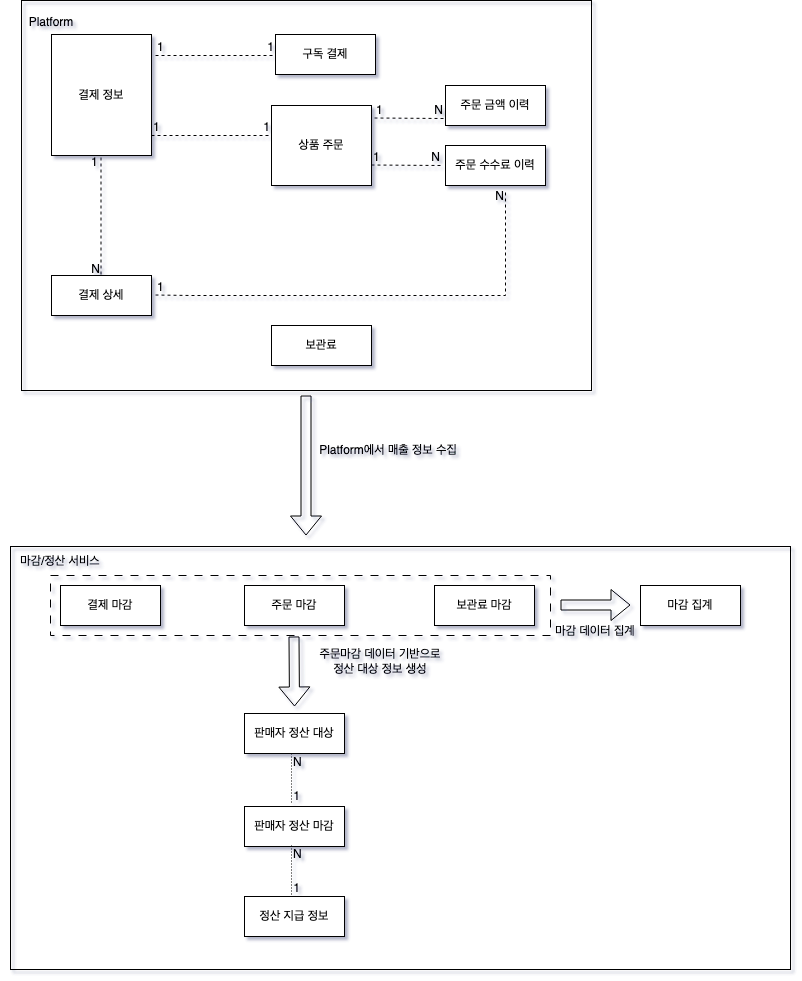 Platform
결제 정보
1
1
구독 결제
1
1
상품 주문
1
N
주문 금액 이력
1
N
주문 수수료 이력
1
N
N
결제 상세
1
보관료
Platform에서 매출 정보 수집
마감/정산 서비스
결제 마감
주문 마감
보관료 마감
마감 데이터 집계
마감 집계
주문마감 데이터 기반으로
정산 대상 정보 생성
판매자 정산 대상
N
1
판매자 정산 마감
N
1
정산 지급 정보